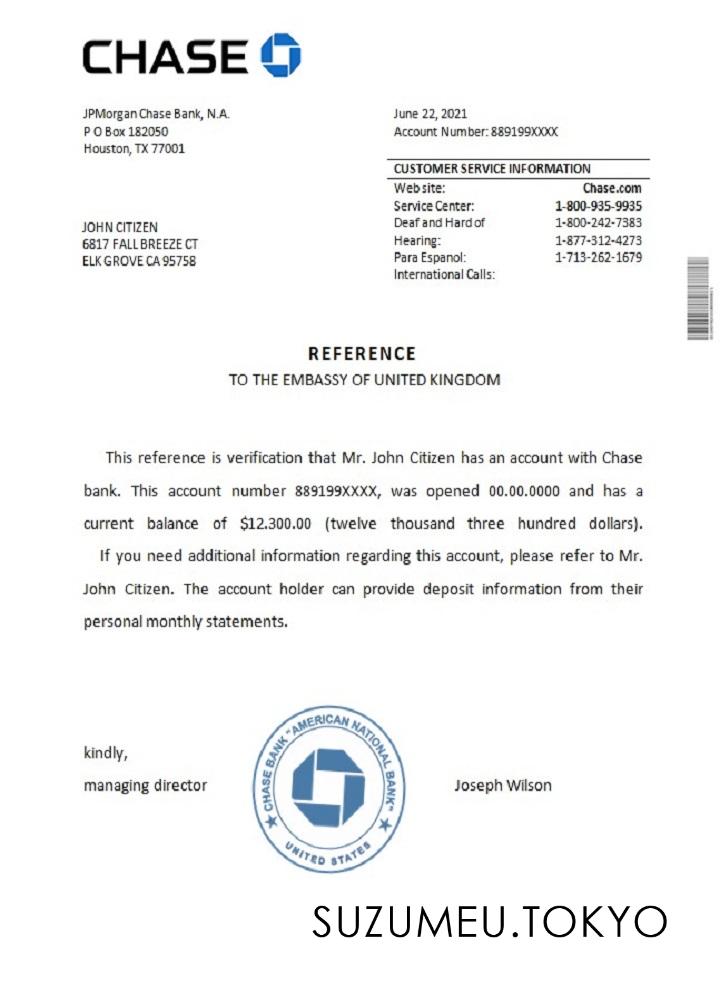 CHASE
JPMorgan Chase Bank, N.A.
P O Box 182050
Houston, TX 77001
June 22, 2021
Account Number: 889199XXXX
CUSTOMER SERVICE INFORMATION
Web site: Chase.com
Service Center: 1-800-935-9935
Deaf and Hard of 1-800-242-7383
Hearing: 1-877-312-4273
Para Espanol: 1-713-262-1679
International Calls:
JOHN CITIZEN
6817 FALL BREEZE CT
ELK GROVE CA 95758
REFERENCE
TO THE EMBASSY OF UNITED KINGDOM
This reference is verification that Mr. John Citizen has an account with Chase
bank. This account number 889199XXXX, was opened 00.00.0000 and has a
current balance of $12.300.00 (twelve thousand three hundred dollars).
If you need additional information regarding this account, please refer to Mr.
John Citizen. The account holder can provide deposit information from their
personal monthly statements.
kindly,
managing director
CHASE BANK "AMERICAN NATIONAL BANK"
UNITED STATES
Joseph Wilson
SUZUMEU.TOKYO